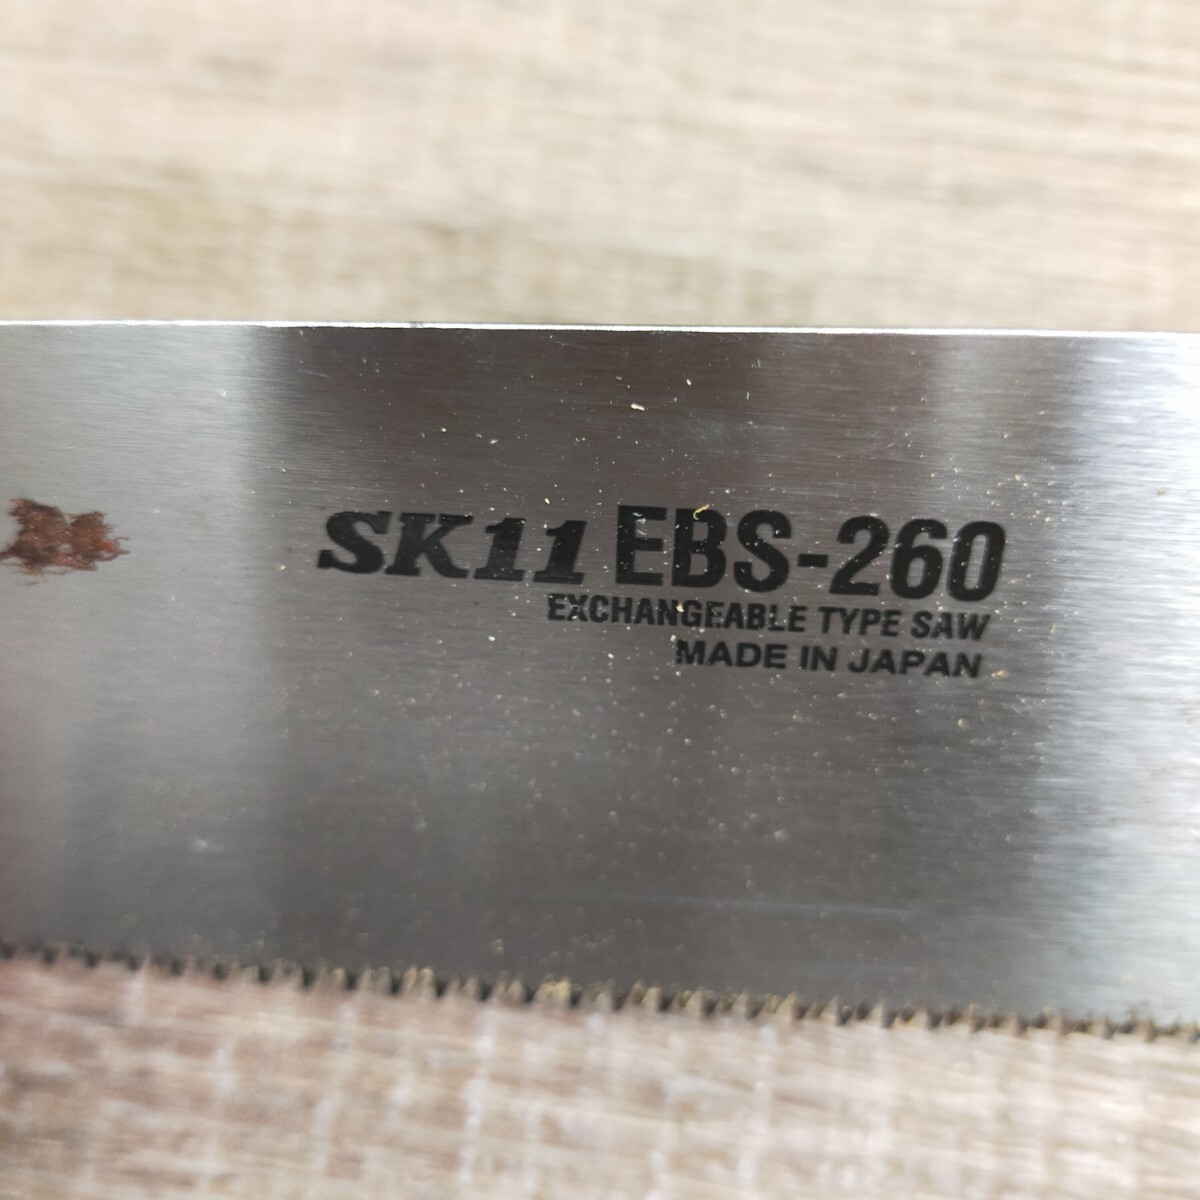 SK11 EBS-260
EXCHANGEABLE TYPE SAW
MADE IN JAPAN